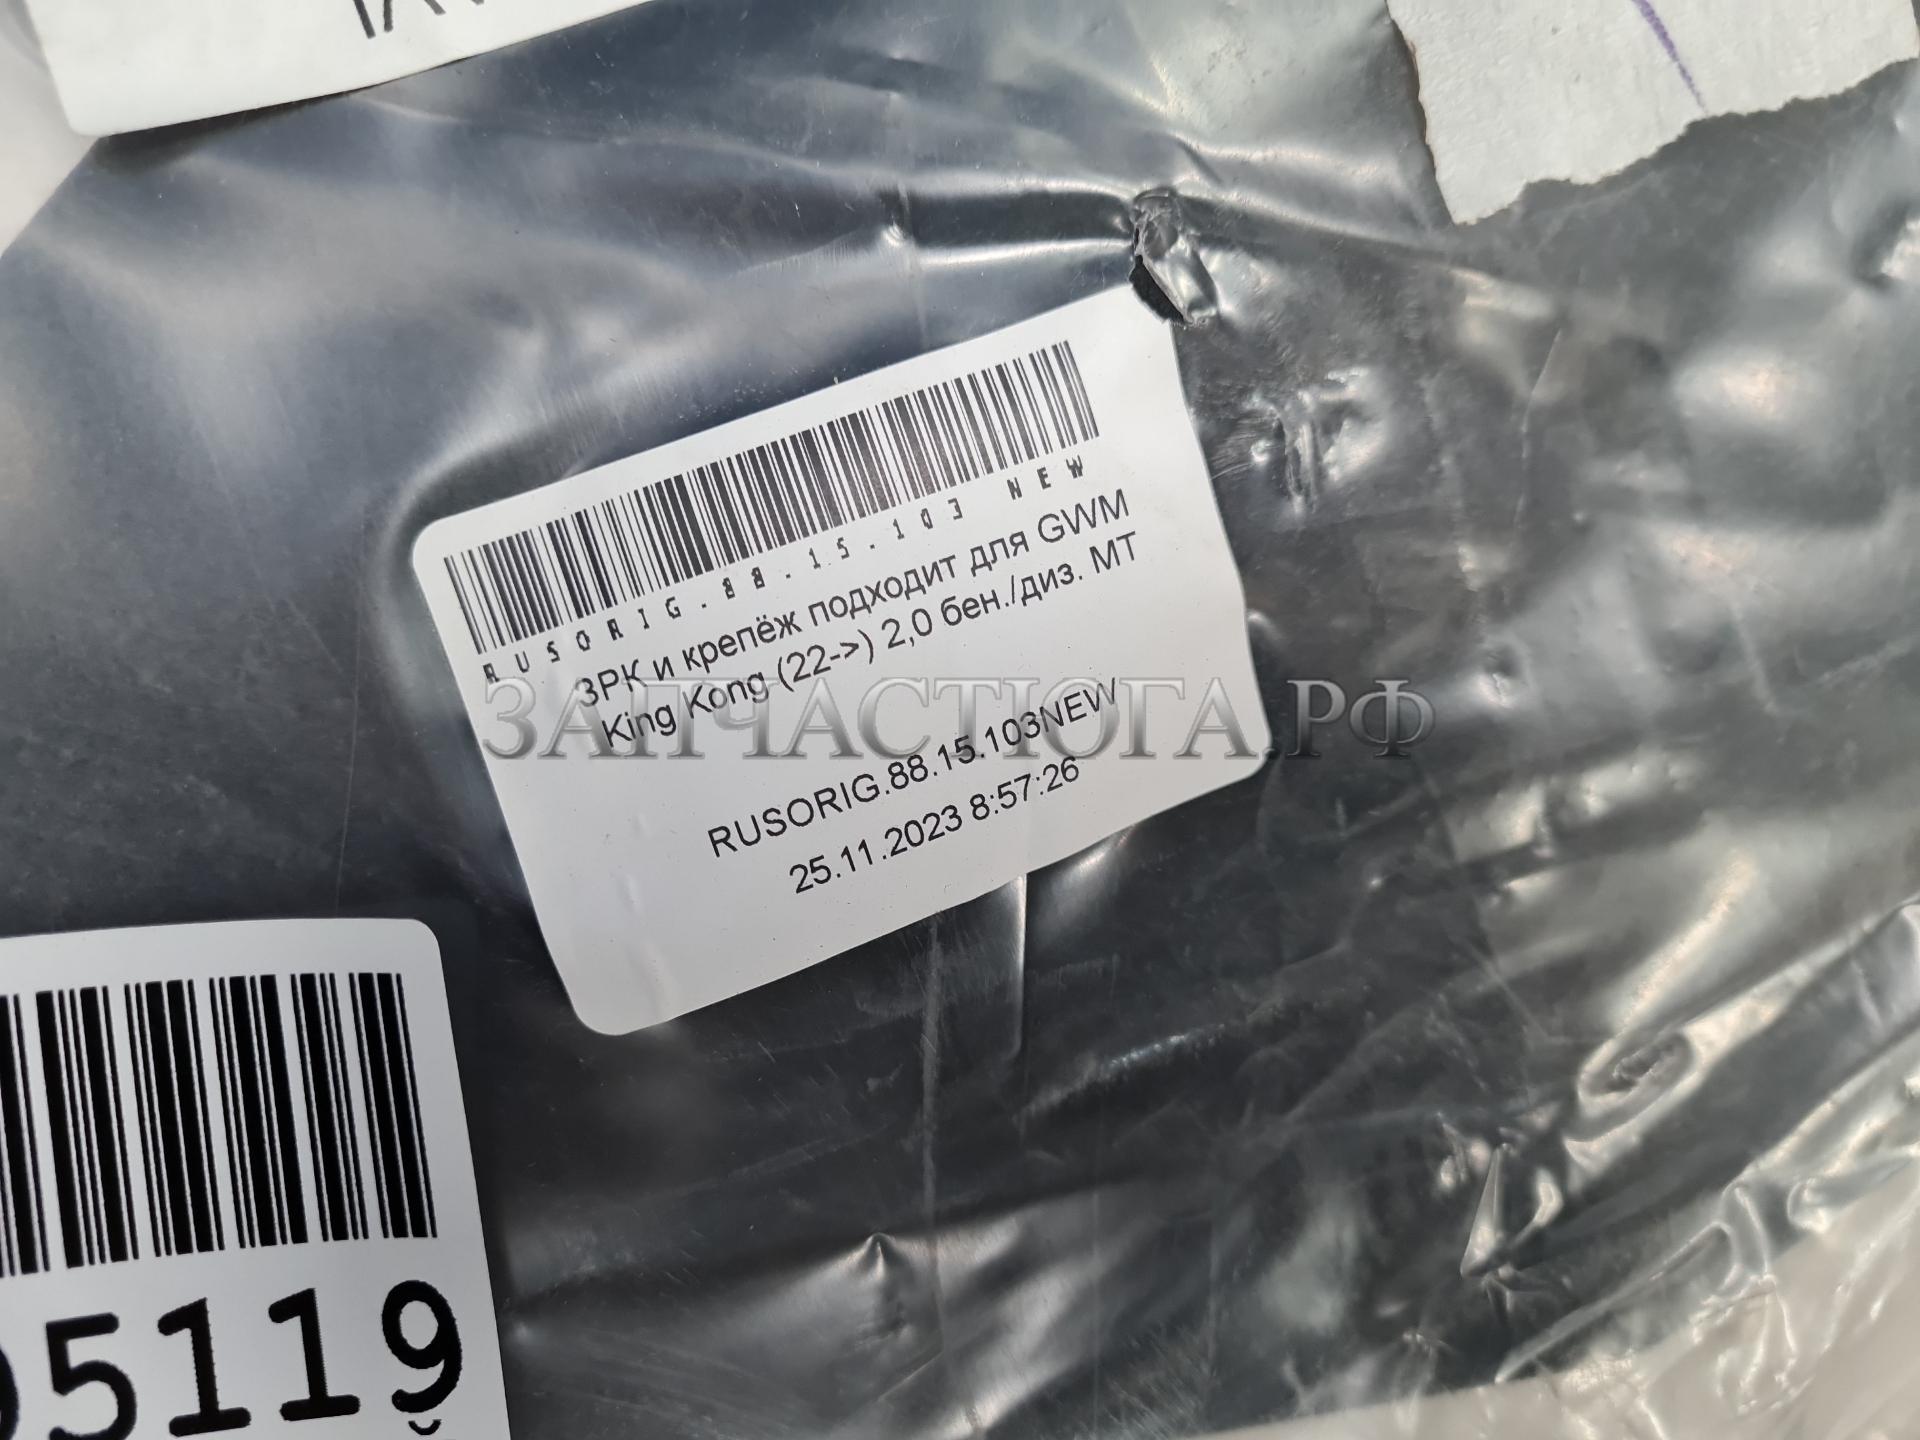 RUSORIG.88.15.103 NEW
ЗРК и крепёж подходит для GWM
King Kong (22->) 2,0 бен./диз. МТ
ЗАПЧАСТЮГА.РФ
RUSORIG.88.15.103NEW
25.11.2023 8:57:26
5119